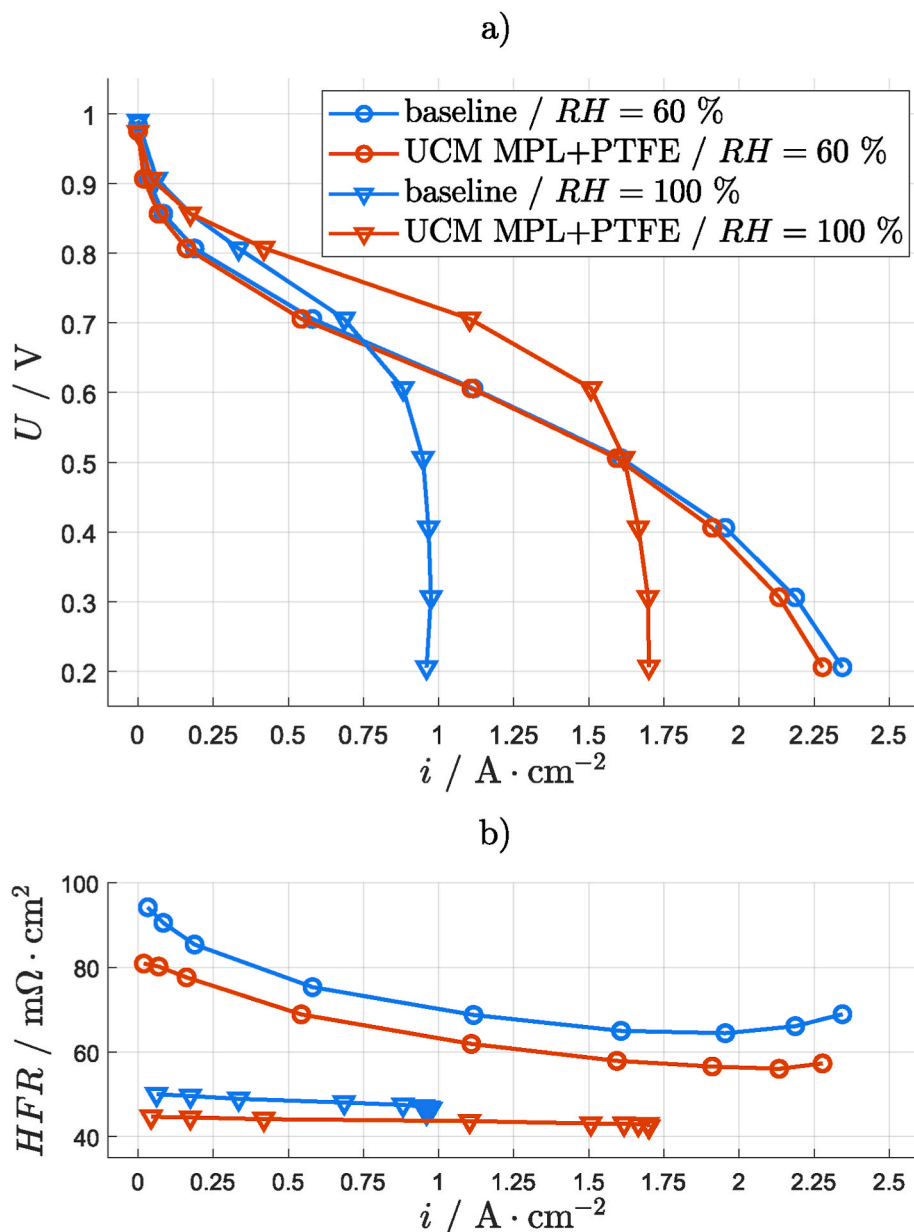 a)
baseline / RH = 60 %
UCM MPL+PTFE / RH = 60 %
baseline / RH = 100 %
UCM MPL+PTFE / RH = 100 %
U / V
1
0.9
0.8
0.7
0.6
0.5
0.4
0.3
0.2
0 0.25 0.5 0.75 1 1.25 1.5 1.75 2 2.25 2.5
i / A · cm⁻²
b)
HFR / mΩ · cm²
100
80
60
40
0 0.25 0.5 0.75 1 1.25 1.5 1.75 2 2.25 2.5
i / A · cm⁻²